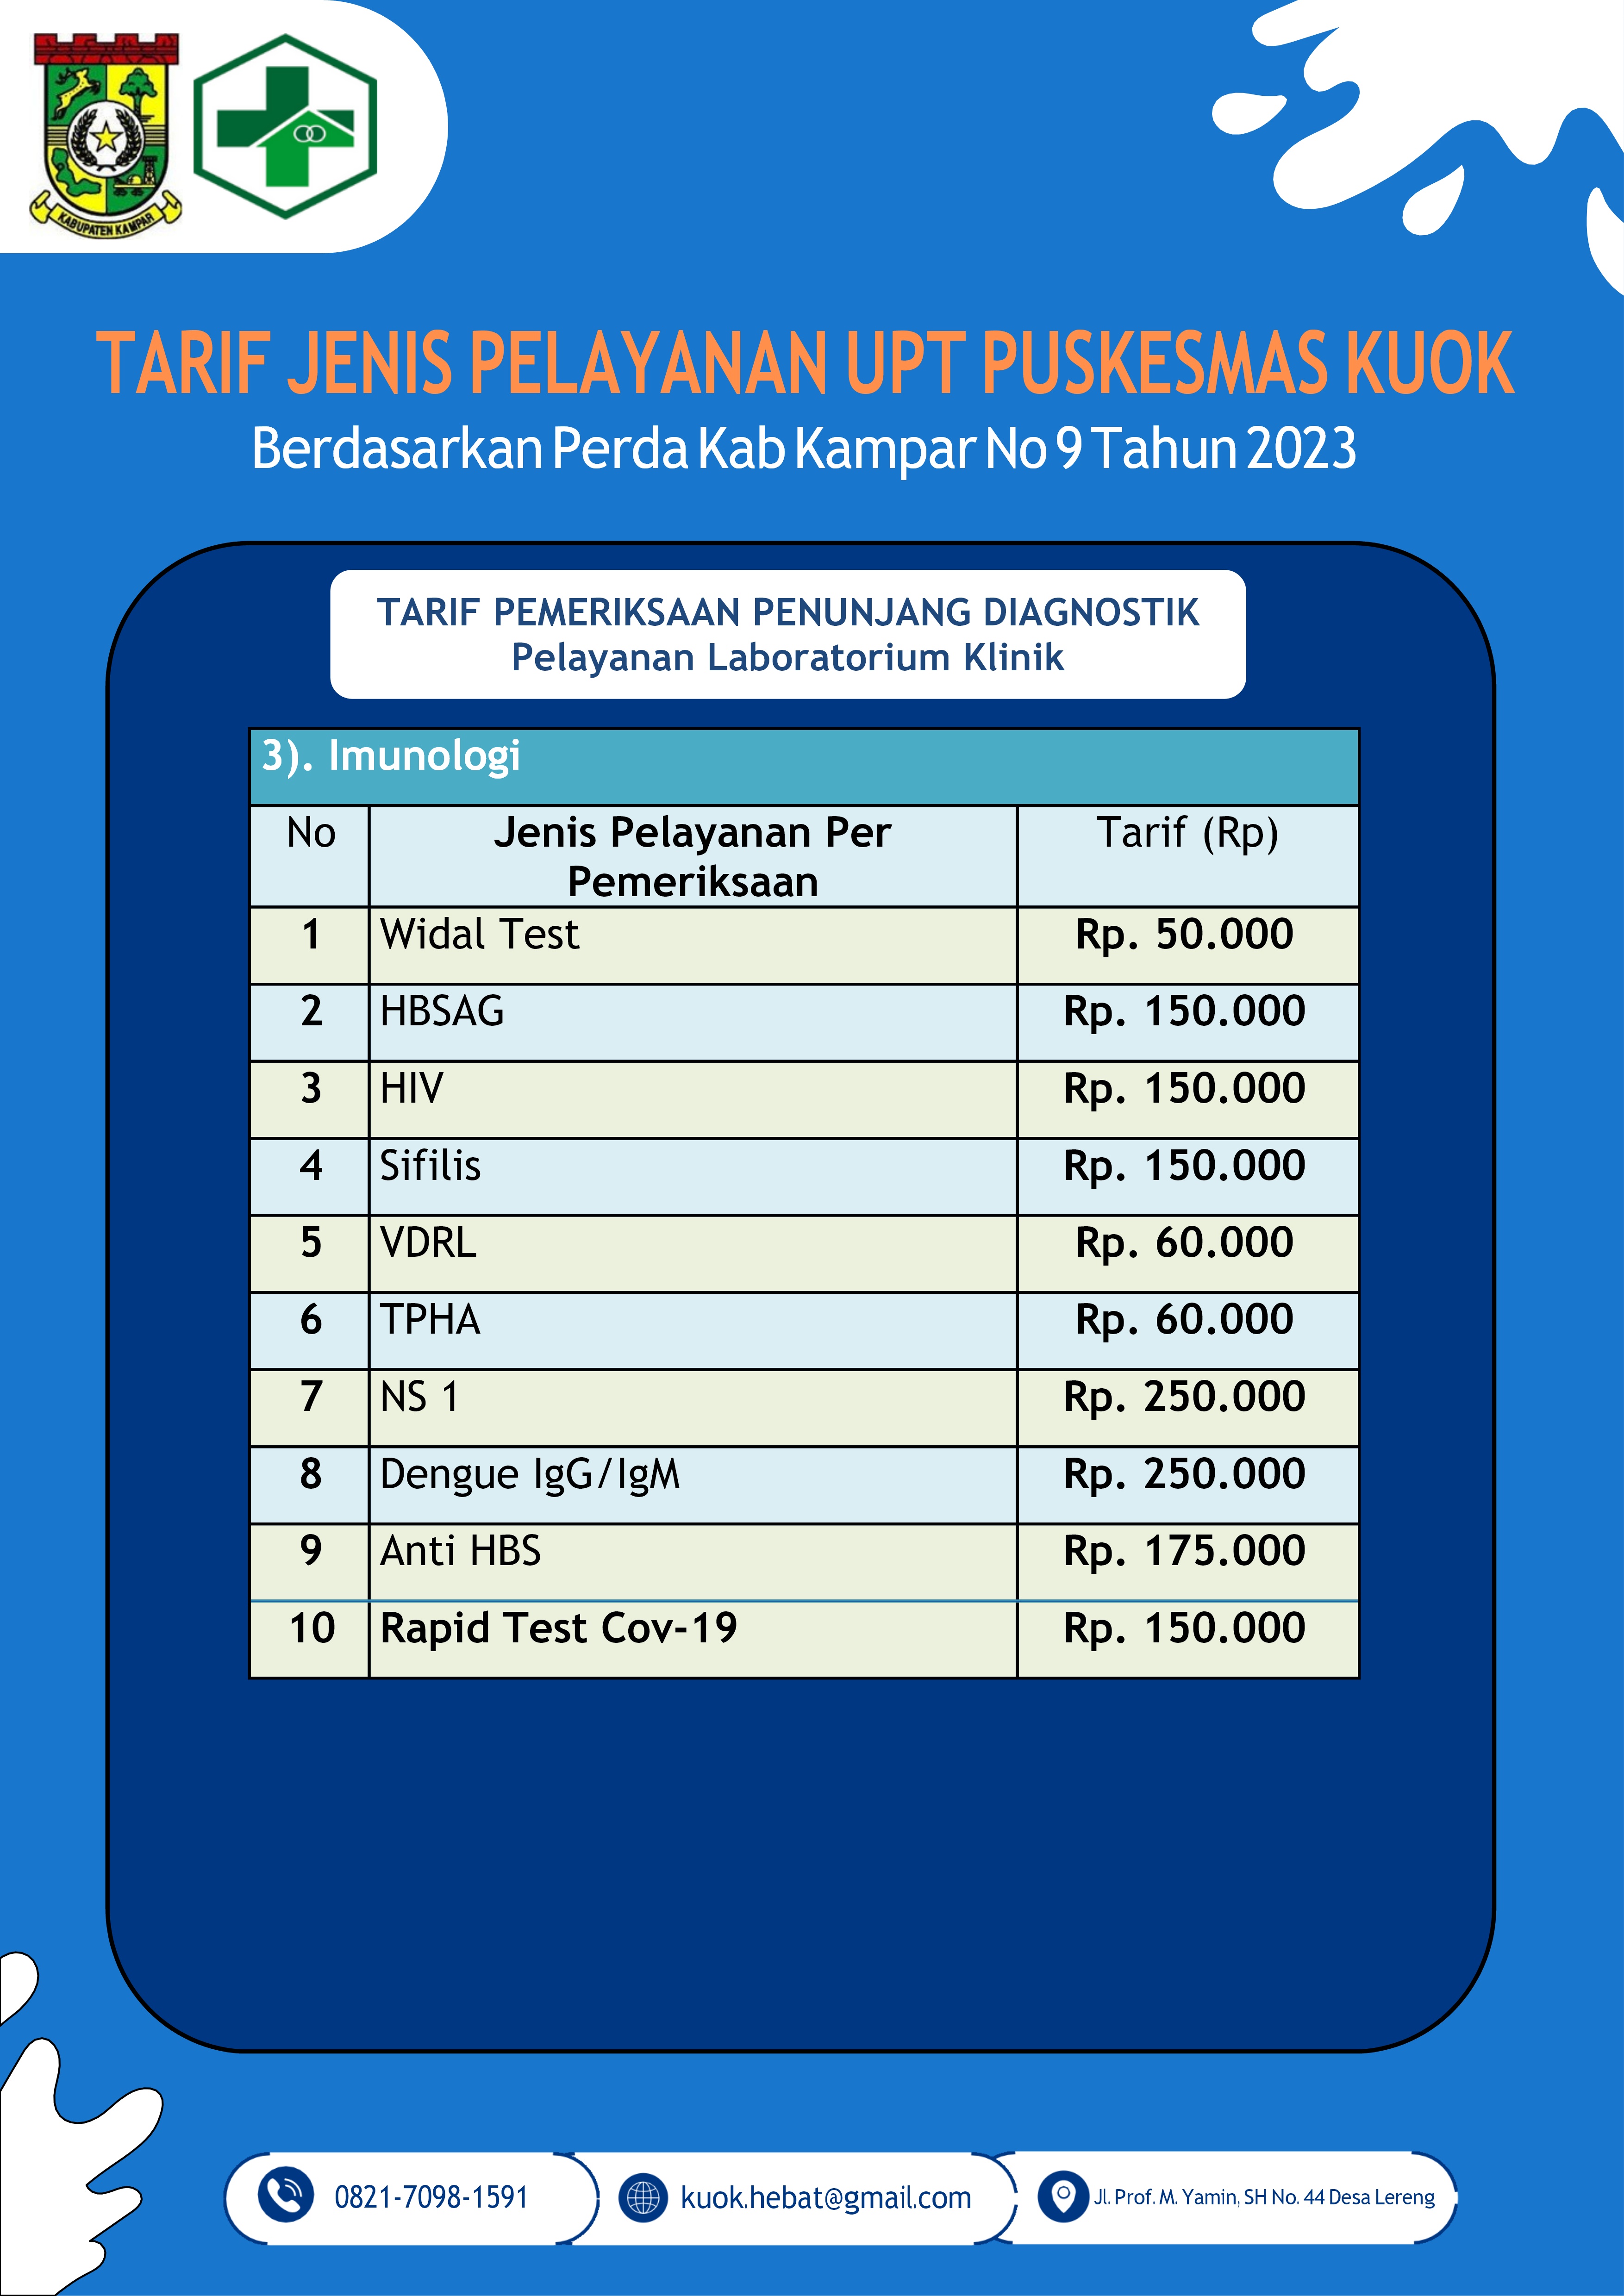 KABUPATEN KAMPAR
TARIF JENIS PELAYANAN UPT PUSKESMAS KUOK
Berdasarkan Perda Kab Kampar No 9 Tahun 2023
TARIF PEMERIKSAAN PENUNJANG DIAGNOSTIK
Pelayanan Laboratorium Klinik
3). Imunologi
No Jenis Pelayanan Per Tarif (Rp)
Pemeriksaan
1 Widal Test Rp. 50.000
2 HBSAG Rp. 150.000
3 HIV Rp. 150.000
4 Sifilis Rp. 150.000
5 VDRL Rp. 60.000
6 TPHA Rp. 60.000
7 NS 1 Rp. 250.000
8 Dengue IgG/IgM Rp. 250.000
9 Anti HBS Rp. 175.000
10 Rapid Test Cov-19 Rp. 150.000
0821-7098-1591 kuok.hebat@gmail.com Jl. Prof. M. Yamin, SH No. 44 Desa Lereng